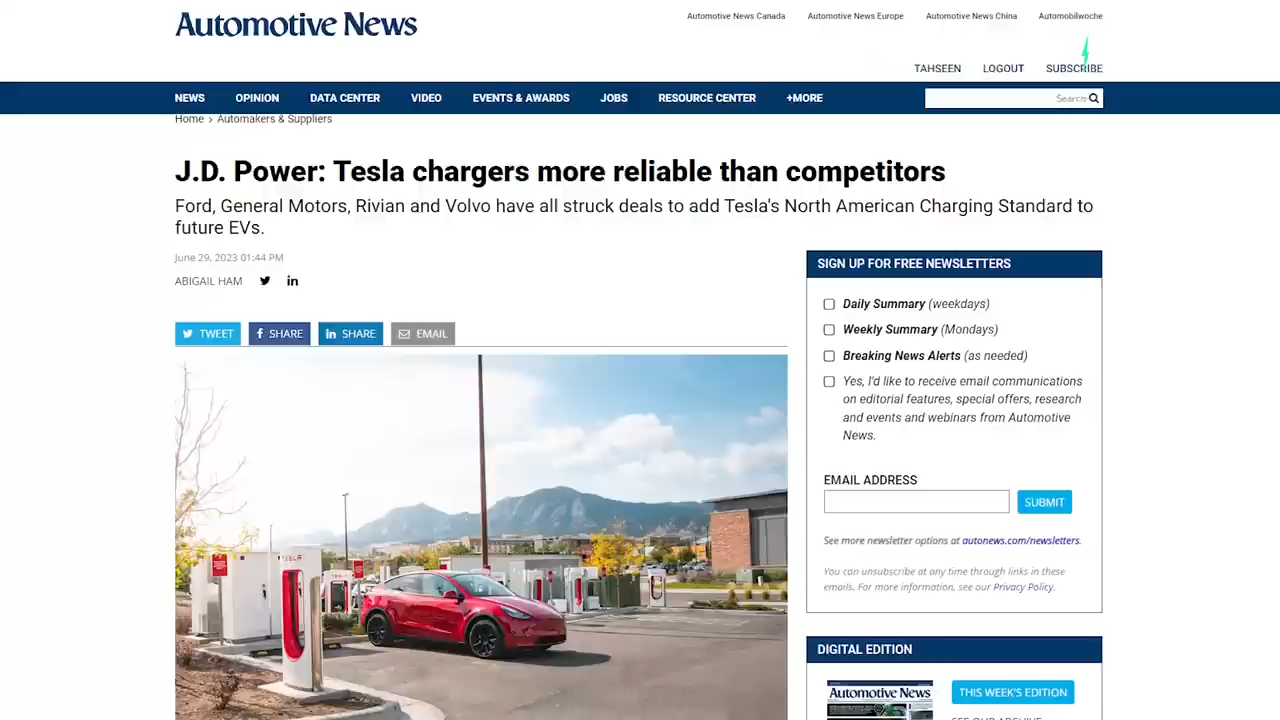 Automotive News
Automotive News Canada Automotive News Europe Automotive News China Automobilwoche
TAHSEEN LOGOUT SUBSCRIBE
NEWS OPINION DATA CENTER VIDEO EVENTS & AWARDS JOBS RESOURCE CENTER +MORE
Search
Home › Automakers & Suppliers
J.D. Power: Tesla chargers more reliable than competitors
Ford, General Motors, Rivian and Volvo have all struck deals to add Tesla's North American Charging Standard to
future EVs.
June 29, 2023 01:44 PM
ABIGAIL HAM
TWEET SHARE SHARE EMAIL
TESLA
SIGN UP FOR FREE NEWSLETTERS
Daily Summary (weekdays)
Weekly Summary (Mondays)
Breaking News Alerts (as needed)
Yes, I'd like to receive email communications
on editorial features, special offers, research
and events and webinars from Automotive
News.
EMAIL ADDRESS
SUBMIT
See more newsletter options at autonews.com/newsletters.
You can unsubscribe at any time through links in these
emails. For more information, see our Privacy Policy.
DIGITAL EDITION
Automotive News
THIS WEEK'S EDITION
SEE OUR ARCHIVE